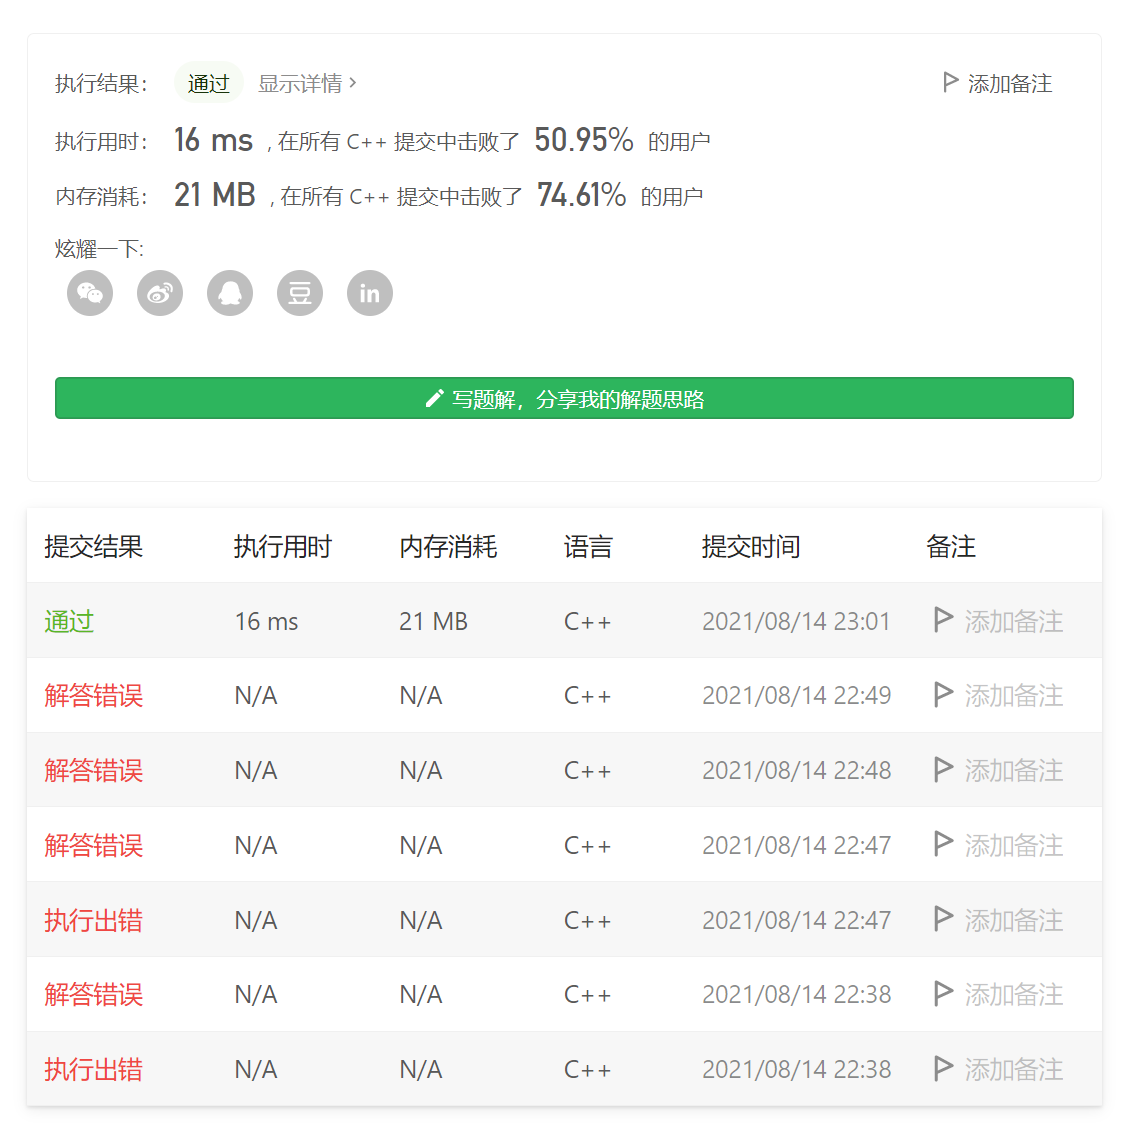 执行结果： 通过 显示详情 > 添加备注
执行用时： 16 ms , 在所有 C++ 提交中击败了 50.95% 的用户
内存消耗： 21 MB , 在所有 C++ 提交中击败了 74.61% 的用户
炫耀一下:
豆 in
写题解，分享我的解题思路
提交结果 执行用时 内存消耗 语言 提交时间 备注
通过 16 ms 21 MB C++ 2021/08/14 23:01 添加备注
解答错误 N/A N/A C++ 2021/08/14 22:49 添加备注
解答错误 N/A N/A C++ 2021/08/14 22:48 添加备注
解答错误 N/A N/A C++ 2021/08/14 22:47 添加备注
执行出错 N/A N/A C++ 2021/08/14 22:47 添加备注
解答错误 N/A N/A C++ 2021/08/14 22:38 添加备注
执行出错 N/A N/A C++ 2021/08/14 22:38 添加备注